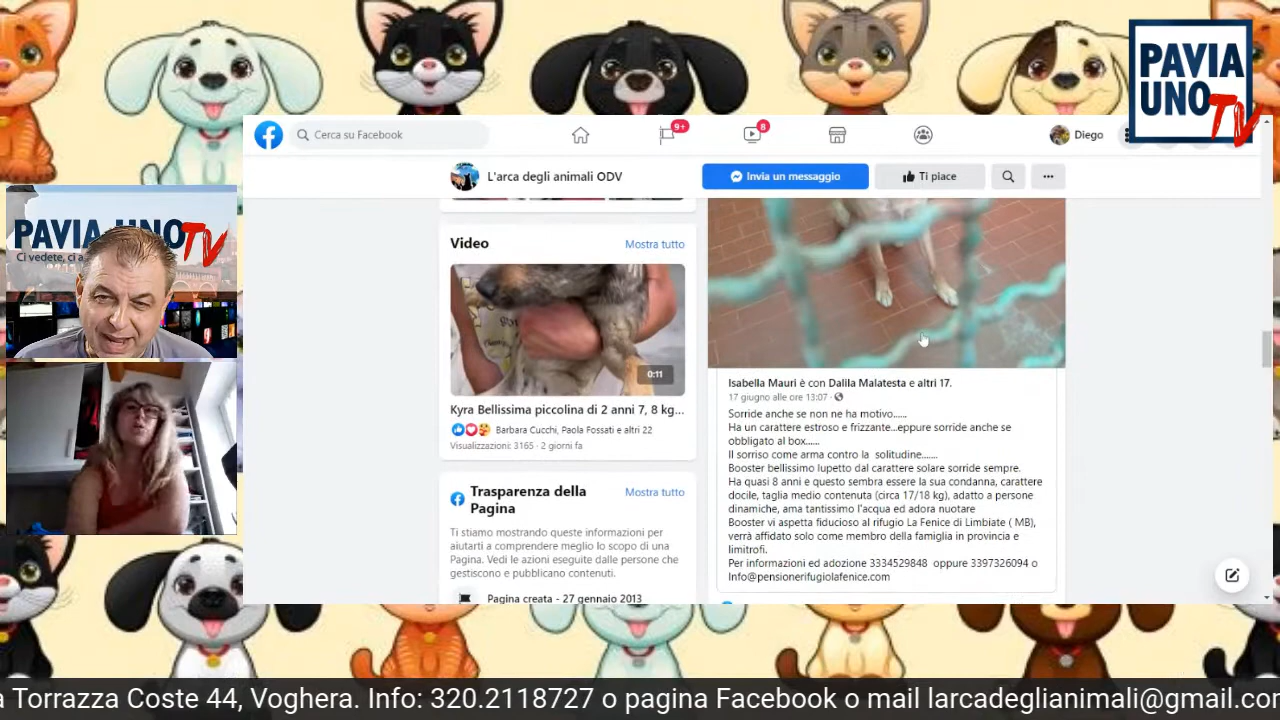 PAVIA
UNO
TV
Cerca su Facebook
9+
8
Diego
L'arca degli animali ODV
Invia un messaggio
Ti piace
PAVIA UNO
TV
Video
Mostra tutto
0:11
Kyra Bellissima piccolina di 2 anni 7, 8 kg...
Barbara Cucchi, Paola Fossati e altri 22
Visualizzazioni: 3165 · 2 giorni fa
Trasparenza della
Pagina
Mostra tutto
Ti stiamo mostrando queste informazioni per
aiutarti a comprendere meglio lo scopo di una
Pagina. Vedi le azioni eseguite dalle persone che
gestiscono e pubblicano contenuti.
Pagina creata - 27 gennaio 2013
Isabella Mauri è con Dalila Malatesta e altri 17.
17 giugno alle ore 13:07 ·
Sorride anche se non ne ha motivo......
Ha un carattere estroso e frizzante...eppure sorride anche se
obbligato al box......
Il sorriso come arma contro la solitudine.......
Booster bellissimo lupetto dal carattere solare sorride sempre.
Ha quasi 8 anni e questo sembra essere la sua condanna, carattere
docile, taglia medio contenuta (circa 17/18 kg), adatto a persone
dinamiche, ama tantissimo l'acqua ed adora nuotare
Booster vi aspetta fiducioso al rifugio La Fenice di Limbiate ( MB),
verrà affidato solo come membro della famiglia in provincia e
limitrofi.
Per informazioni ed adozione 3334529848 oppure 3397326094 o
Info@pensionerifugiolafenice.com
a Torrazza Coste 44, Voghera. Info: 320.2118727 o pagina Facebook o mail larcadeglianimali@gmail.com